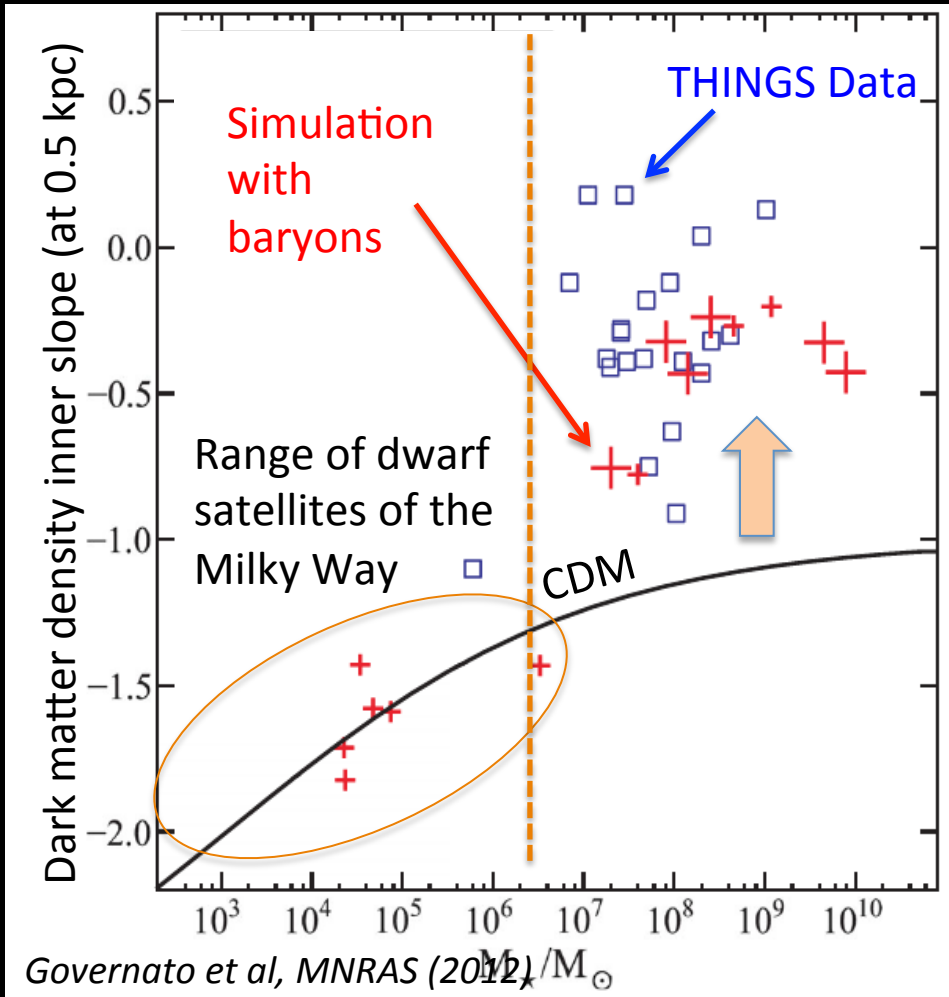 Dark matter density inner slope (at 0.5 kpc)
0.5
0.0
−0.5
−1.0
−1.5
−2.0
THINGS Data
Simulation
with
baryons
Range of dwarf
satellites of the
Milky Way
CDM
10³ 10⁴ 10⁵ 10⁶ 10⁷ 10⁸ 10⁹ 10¹⁰
M⋆/M☉
Governato et al, MNRAS (2012)